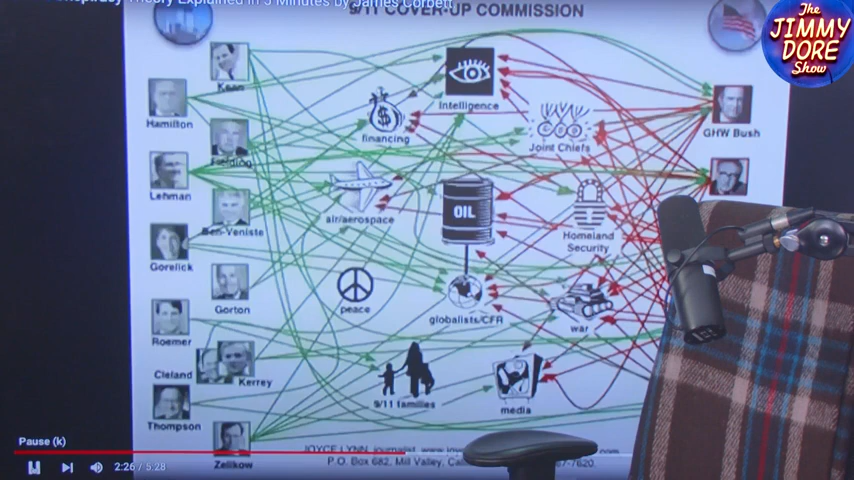 Theory Explained in 5 Minutes by James Corbett
9/11 COVER-UP COMMISSION
The
JIMMY
DORE
Show
Kean
Intelligence
Hamilton
financing
Joint Chiefs
GHW Bush
Fielding
Lehman
air/aerospace
OIL
Ben-Veniste
Homeland
Security
Gorelick
Gorton
peace
globalists/CFR
war
Roemer
Cleland
Kerrey
9/11 families
media
Thompson
Pause (k)
Zelikow
JOYCE LYNN, journalist
P.O. Box 682, Mill Valley,
2:26 / 5:28